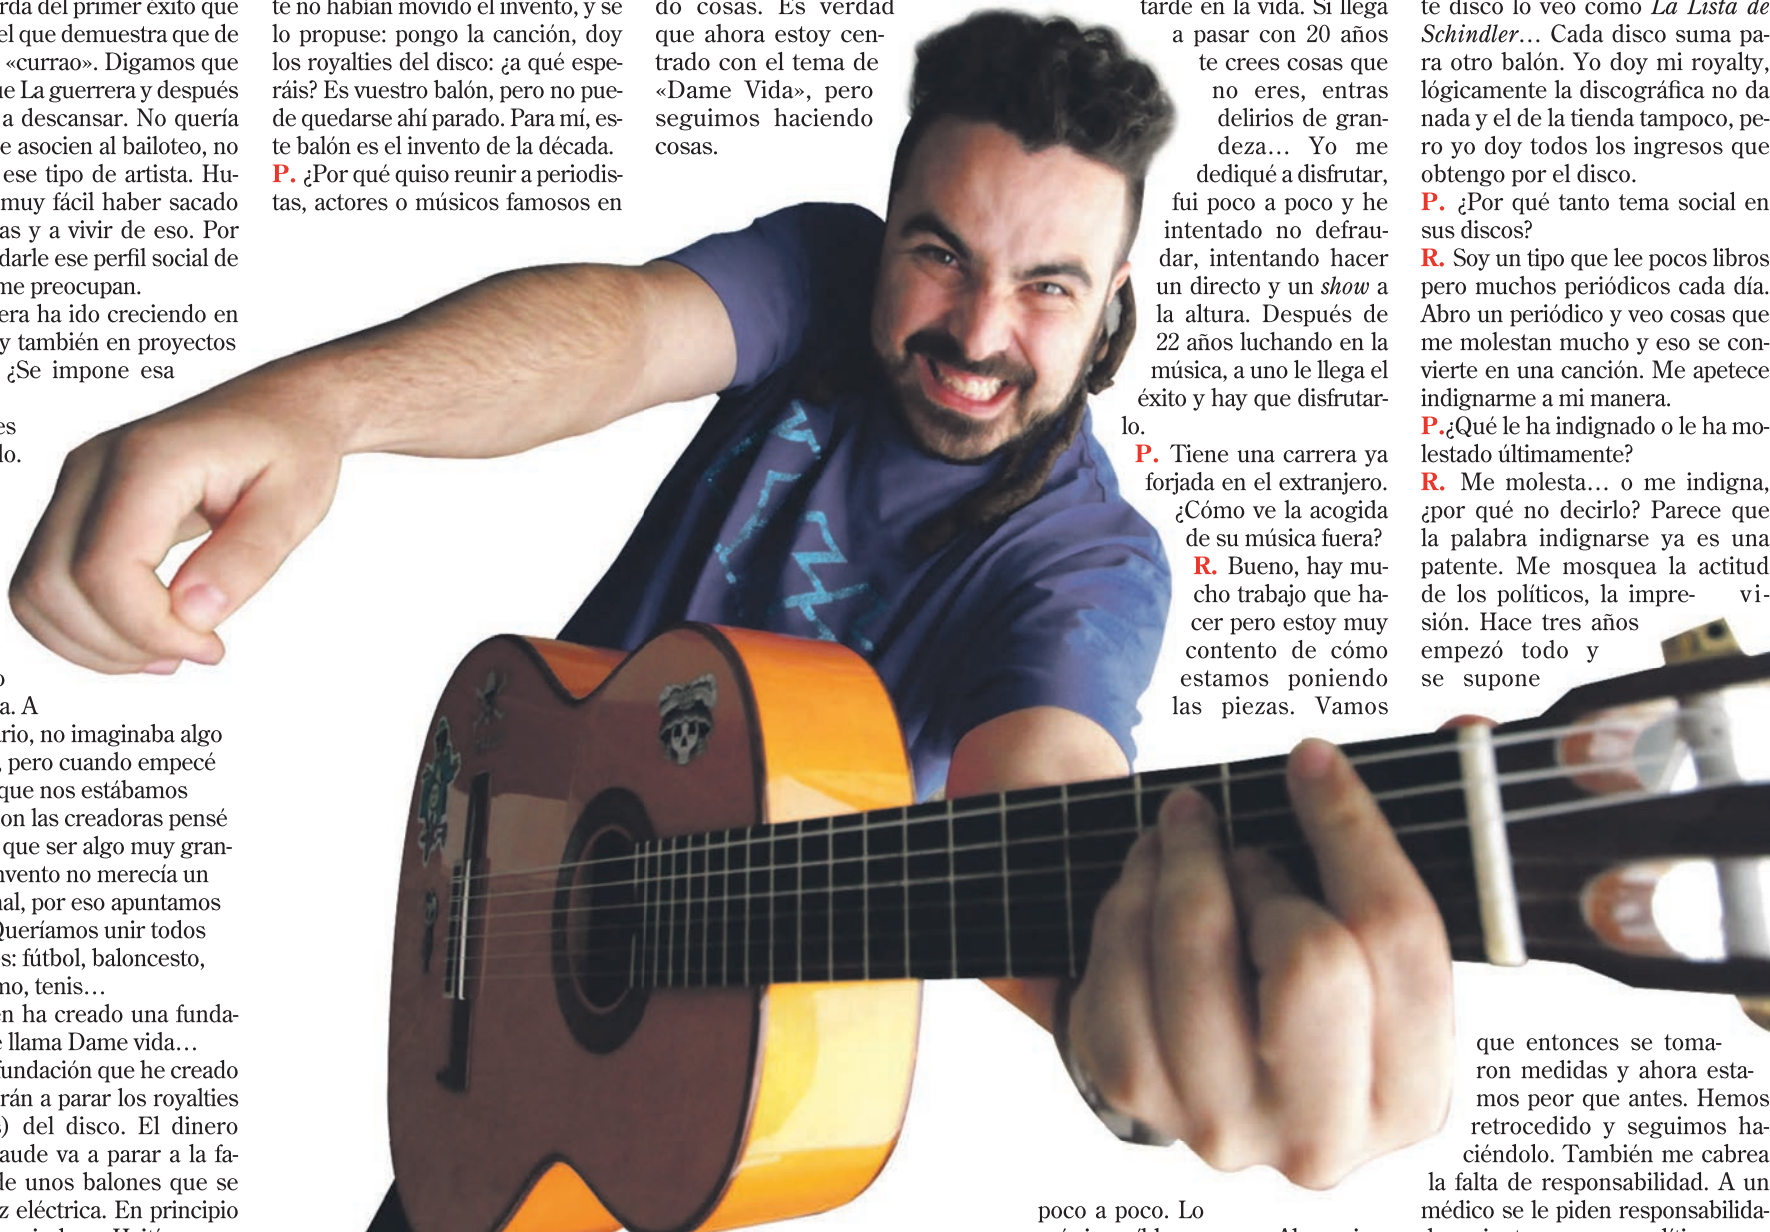 rda del primer éxito que
el que demuestra que de
«currao». Digamos que
ue La guerrera y después
a descansar. No quería
e asocien al bailoteo, no
ese tipo de artista. Hu-
muy fácil haber sacado
as y a vivir de eso. Por
darle ese perfil social de
me preocupan.
era ha ido creciendo en
y también en proyectos
¿Se impone esa
es
lo.
o
a. A
ario, no imaginaba algo
, pero cuando empecé
que nos estábamos
on las creadoras pensé
que ser algo muy gran-
nvento no merecía un
nal, por eso apuntamos
Queríamos unir todos
s: fútbol, baloncesto,
mo, tenis…
en ha creado una funda-
e llama Dame vida…
fundación que he creado
rán a parar los royalties
s) del disco. El dinero
aude va a parar a la fa-
de unos balones que se
z eléctrica. En principio
te no habían movido el invento, y se
lo propuse: pongo la canción, doy
los royalties del disco: ¿a qué espe-
ráis? Es vuestro balón, pero no pue-
de quedarse ahí parado. Para mí, es-
te balón es el invento de la década.
P. ¿Por qué quiso reunir a periodis-
tas, actores o músicos famosos en
do cosas. Es verdad
que ahora estoy cen-
trado con el tema de
«Dame Vida», pero
seguimos haciendo
cosas.
tarde en la vida. Si llega
a pasar con 20 años
te crees cosas que
no eres, entras
delirios de gran-
deza… Yo me
dediqué a disfrutar,
fui poco a poco y he
intentado no defrau-
dar, intentando hacer
un directo y un show a
la altura. Después de
22 años luchando en la
música, a uno le llega el
éxito y hay que disfrutar-
lo.
P. Tiene una carrera ya
forjada en el extranjero.
¿Cómo ve la acogida
de su música fuera?
R. Bueno, hay mu-
cho trabajo que ha-
cer pero estoy muy
contento de cómo
estamos poniendo
las piezas. Vamos
poco a poco. Lo
te disco lo veo como La Lista de
Schindler… Cada disco suma pa-
ra otro balón. Yo doy mi royalty,
lógicamente la discográfica no da
nada y el de la tienda tampoco, pe-
ro yo doy todos los ingresos que
obtengo por el disco.
P. ¿Por qué tanto tema social en
sus discos?
R. Soy un tipo que lee pocos libros
pero muchos periódicos cada día.
Abro un periódico y veo cosas que
me molestan mucho y eso se con-
vierte en una canción. Me apetece
indignarme a mi manera.
P.¿Qué le ha indignado o le ha mo-
lestado últimamente?
R. Me molesta… o me indigna,
¿por qué no decirlo? Parece que
la palabra indignarse ya es una
patente. Me mosquea la actitud
de los políticos, la impre- vi-
sión. Hace tres años
empezó todo y
se supone
que entonces se toma-
ron medidas y ahora esta-
mos peor que antes. Hemos
retrocedido y seguimos ha-
ciéndolo. También me cabrea
la falta de responsabilidad. A un
médico se le piden responsabilida-